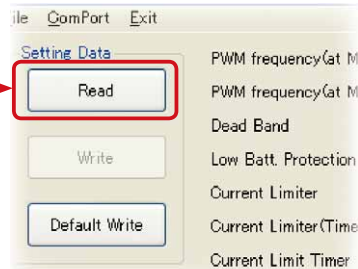 ile ComPort Exit
Setting Data
Read
Write
Default Write
PWM frequency(at M
PWM frequency(at M
Dead Band
Low Batt. Protection
Current Limiter
Current Limiter(Time
Current Limit Timer